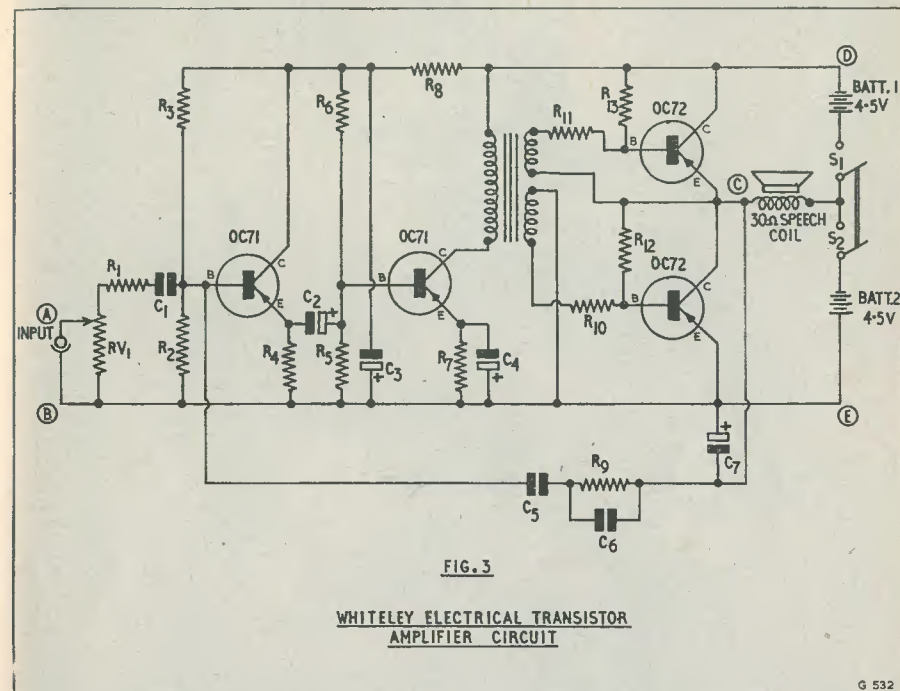 D
BATT.1
4·5V
R3
R6
R8
R13
OC72
R11
B
C
E
S1
C
30Ω SPEECH
COIL
S2
R12
OC72
B
C
E
R10
BATT.2
4·5V
OC71
B
C
E
OC71
B
C
E
R1
C1
C2
+
A
INPUT
RV1
R2
R4
R5
C3
+
R7
C4
+
B
E
+
C7
R9
C5
C6
FIG.3
WHITELEY ELECTRICAL TRANSISTOR
AMPLIFIER CIRCUIT
G 532